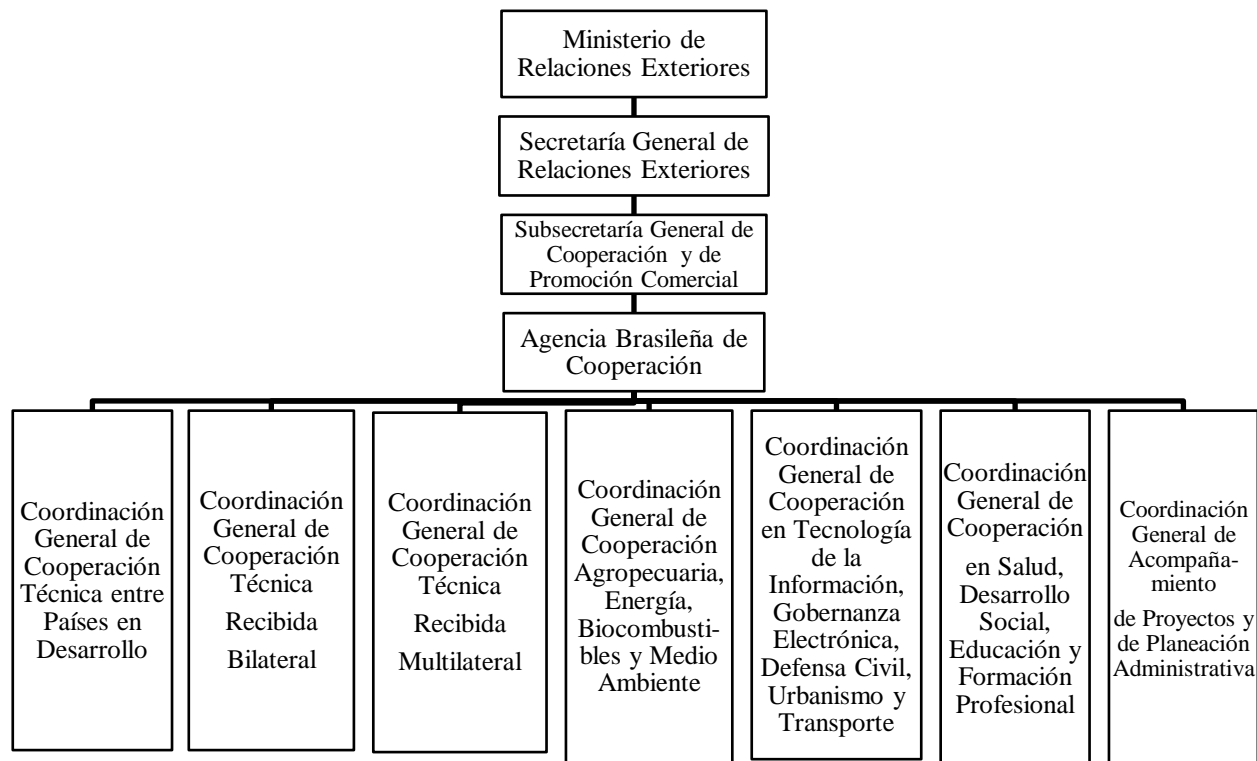 Ministerio de
Relaciones Exteriores
Secretaría General de
Relaciones Exteriores
Subsecretaría General de
Cooperación y de
Promoción Comercial
Agencia Brasileña de
Cooperación
Coordinación
General de
Cooperación
Técnica entre
Países en
Desarrollo
Coordinación
General de
Cooperación
Técnica
Recibida
Bilateral
Coordinación
General de
Cooperación
Técnica
Recibida
Multilateral
Coordinación
General de
Cooperación
Agropecuaria,
Energía,
Biocombusti-
bles y Medio
Ambiente
Coordinación
General de
Cooperación
en Tecnología
de la
Información,
Gobernanza
Electrónica,
Defensa Civil,
Urbanismo y
Transporte
Coordinación
General de
Cooperación
en Salud,
Desarrollo
Social,
Educación y
Formación
Profesional
Coordinación
General de
Acompaña-
miento
de Proyectos y
de Planeación
Administrativa